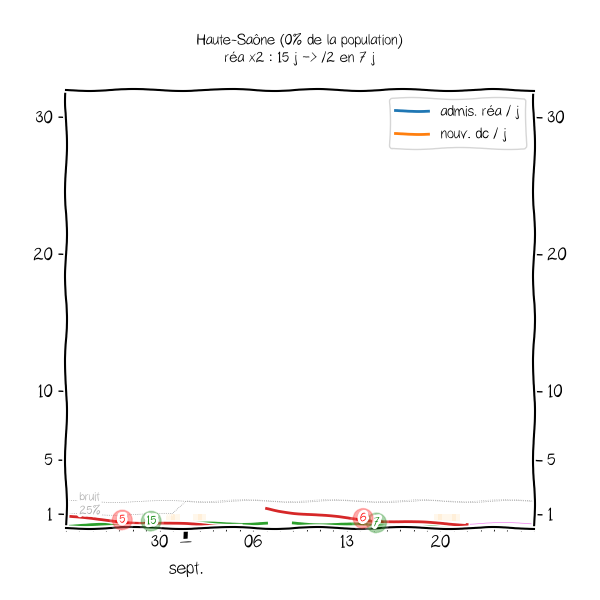 Haute-Saône (0% de la population)
réa x2 : 15 j -> /2 en 7 j
admis. réa / j
nouv. dc / j
30 30
20 20
10 10
5 5
bruit
25%
1 1
5 15 6 7
30 1 06 13 20
sept.